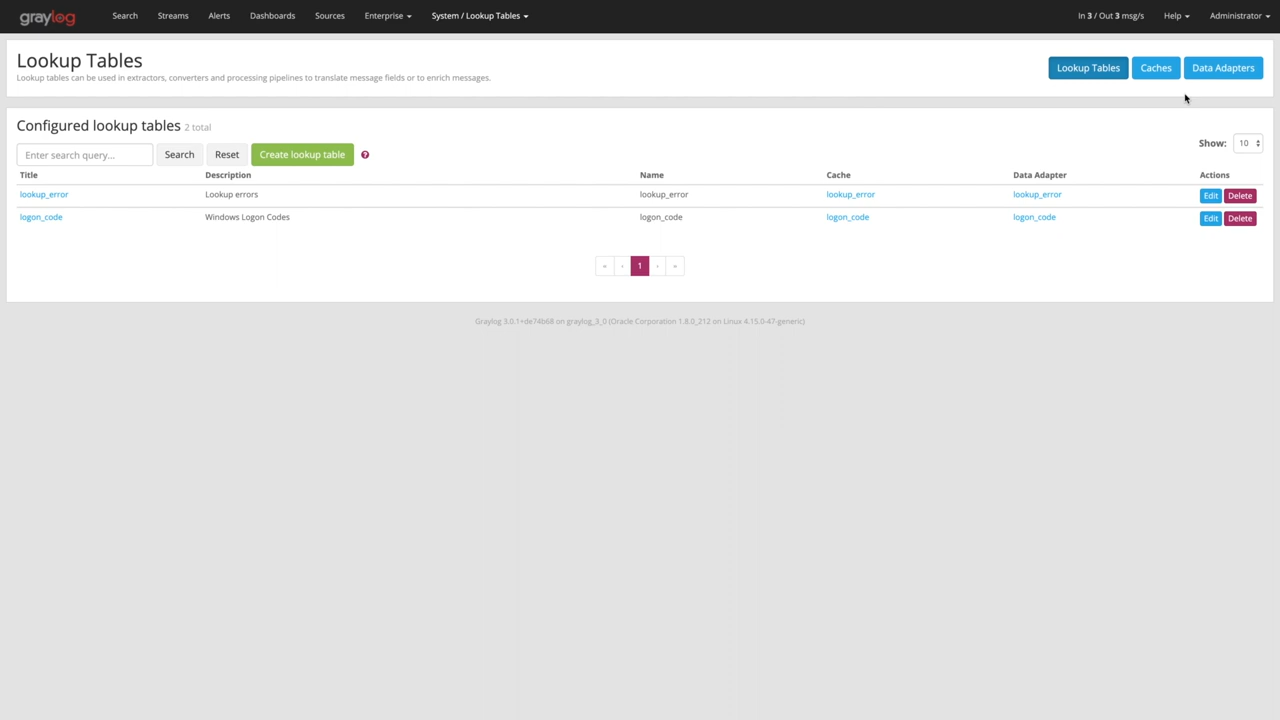 graylog Search Streams Alerts Dashboards Sources Enterprise System / Lookup Tables In 3 / Out 3 msg/s Help Administrator
Lookup Tables
Lookup tables can be used in extractors, converters and processing pipelines to translate message fields or to enrich messages.
Lookup Tables Caches Data Adapters
Configured lookup tables 2 total
Show: 10
Enter search query... Search Reset Create lookup table ?
Title Description Name Cache Data Adapter Actions
lookup_error Lookup errors lookup_error lookup_error lookup_error Edit Delete
logon_code Windows Logon Codes logon_code logon_code logon_code Edit Delete
« ‹ 1 › »
Graylog 3.0.1+de74b68 on graylog_3_0 (Oracle Corporation 1.8.0_212 on Linux 4.15.0-47-generic)